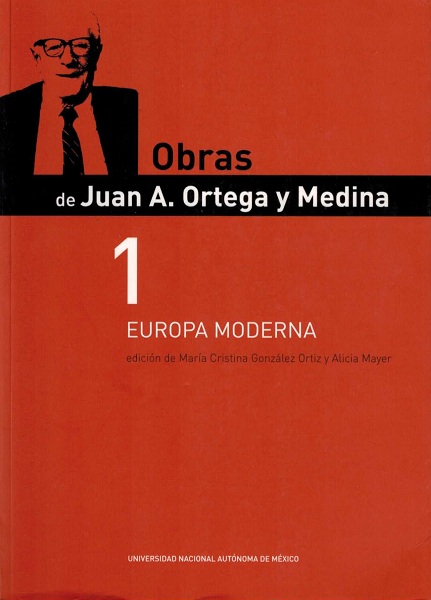 Obras
de Juan A. Ortega y Medina
1
EUROPA MODERNA
edición de María Cristina González Ortiz y Alicia Mayer
UNIVERSIDAD NACIONAL AUTÓNOMA DE MÉXICO